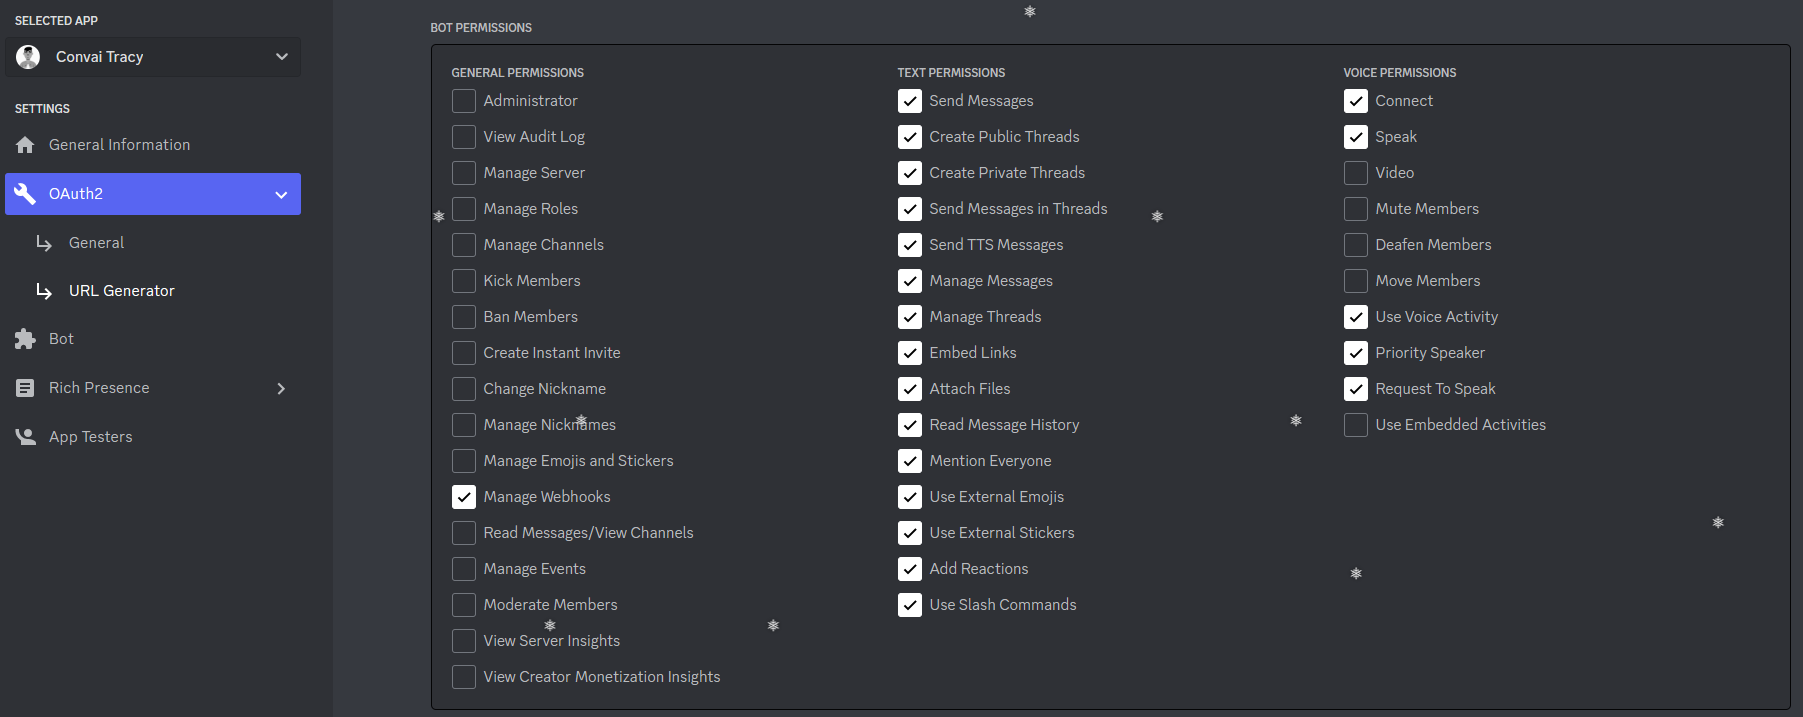 SELECTED APP
Convai Tracy
SETTINGS
General Information
OAuth2
General
URL Generator
Bot
Rich Presence
App Testers
BOT PERMISSIONS
GENERAL PERMISSIONS
Administrator
View Audit Log
Manage Server
Manage Roles
Manage Channels
Kick Members
Ban Members
Create Instant Invite
Change Nickname
Manage Nicknames
Manage Emojis and Stickers
Manage Webhooks
Read Messages/View Channels
Manage Events
Moderate Members
View Server Insights
View Creator Monetization Insights
TEXT PERMISSIONS
Send Messages
Create Public Threads
Create Private Threads
Send Messages in Threads
Send TTS Messages
Manage Messages
Manage Threads
Embed Links
Attach Files
Read Message History
Mention Everyone
Use External Emojis
Use External Stickers
Add Reactions
Use Slash Commands
VOICE PERMISSIONS
Connect
Speak
Video
Mute Members
Deafen Members
Move Members
Use Voice Activity
Priority Speaker
Request To Speak
Use Embedded Activities